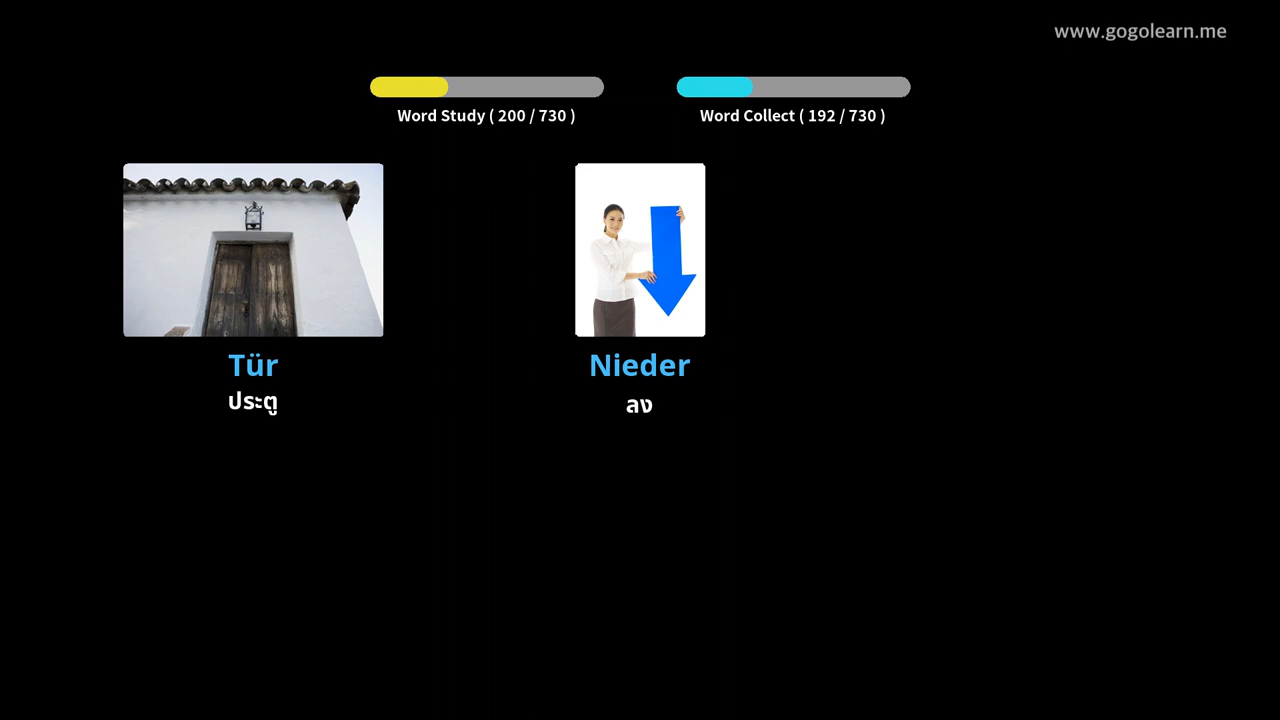 www.gogolearn.me
Word Study ( 200 / 730 )
Word Collect ( 192 / 730 )
Tür
ประตู
Nieder
ลง